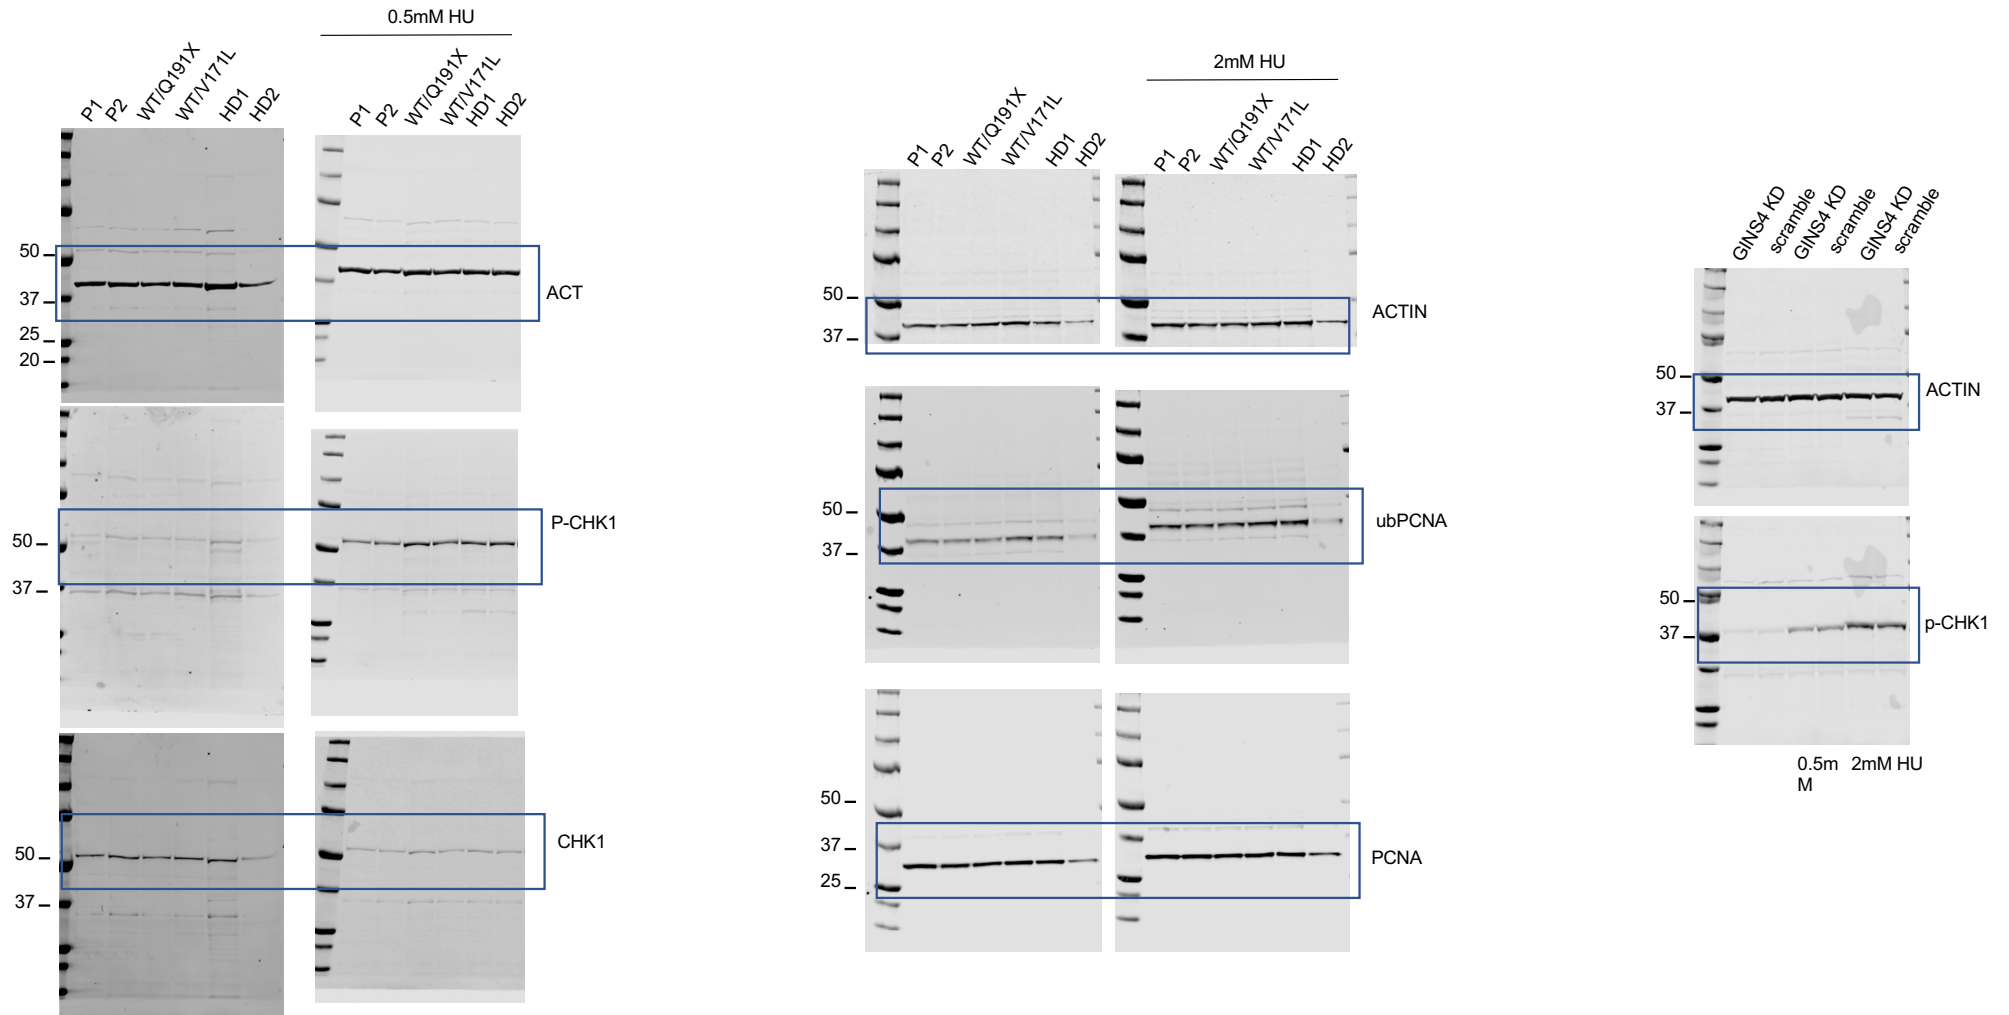 0.5mM HU
P1 P2 WT/Q191X WT/V171L HD1 HD2
P1 P2 WT/Q191X WT/V171L HD1 HD2
50
37
25
20
ACT
P-CHK1
50
37
CHK1
50
37
2mM HU
P1 P2 WT/Q191X WT/V171L HD1 HD2
P1 P2 WT/Q191X WT/V171L HD1 HD2
50
37
ACTIN
50
37
ubPCNA
50
37
25
PCNA
GINS4 KD scramble GINS4 KD scramble GINS4 KD scramble
50
37
ACTIN
50
37
p-CHK1
0.5m 2mM HU
M